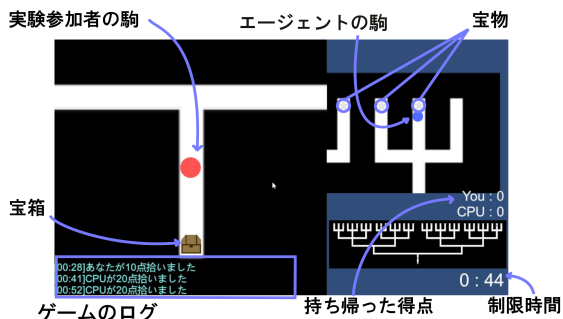 実験参加者の駒
エージェントの駒
宝物
宝箱
You : 0
CPU : 0
[00:28]あなたが10点拾いました
[00:41]CPUが20点拾いました
[00:52]CPUが20点拾いました
0 : 44
ゲームのログ
持ち帰った得点
制限時間